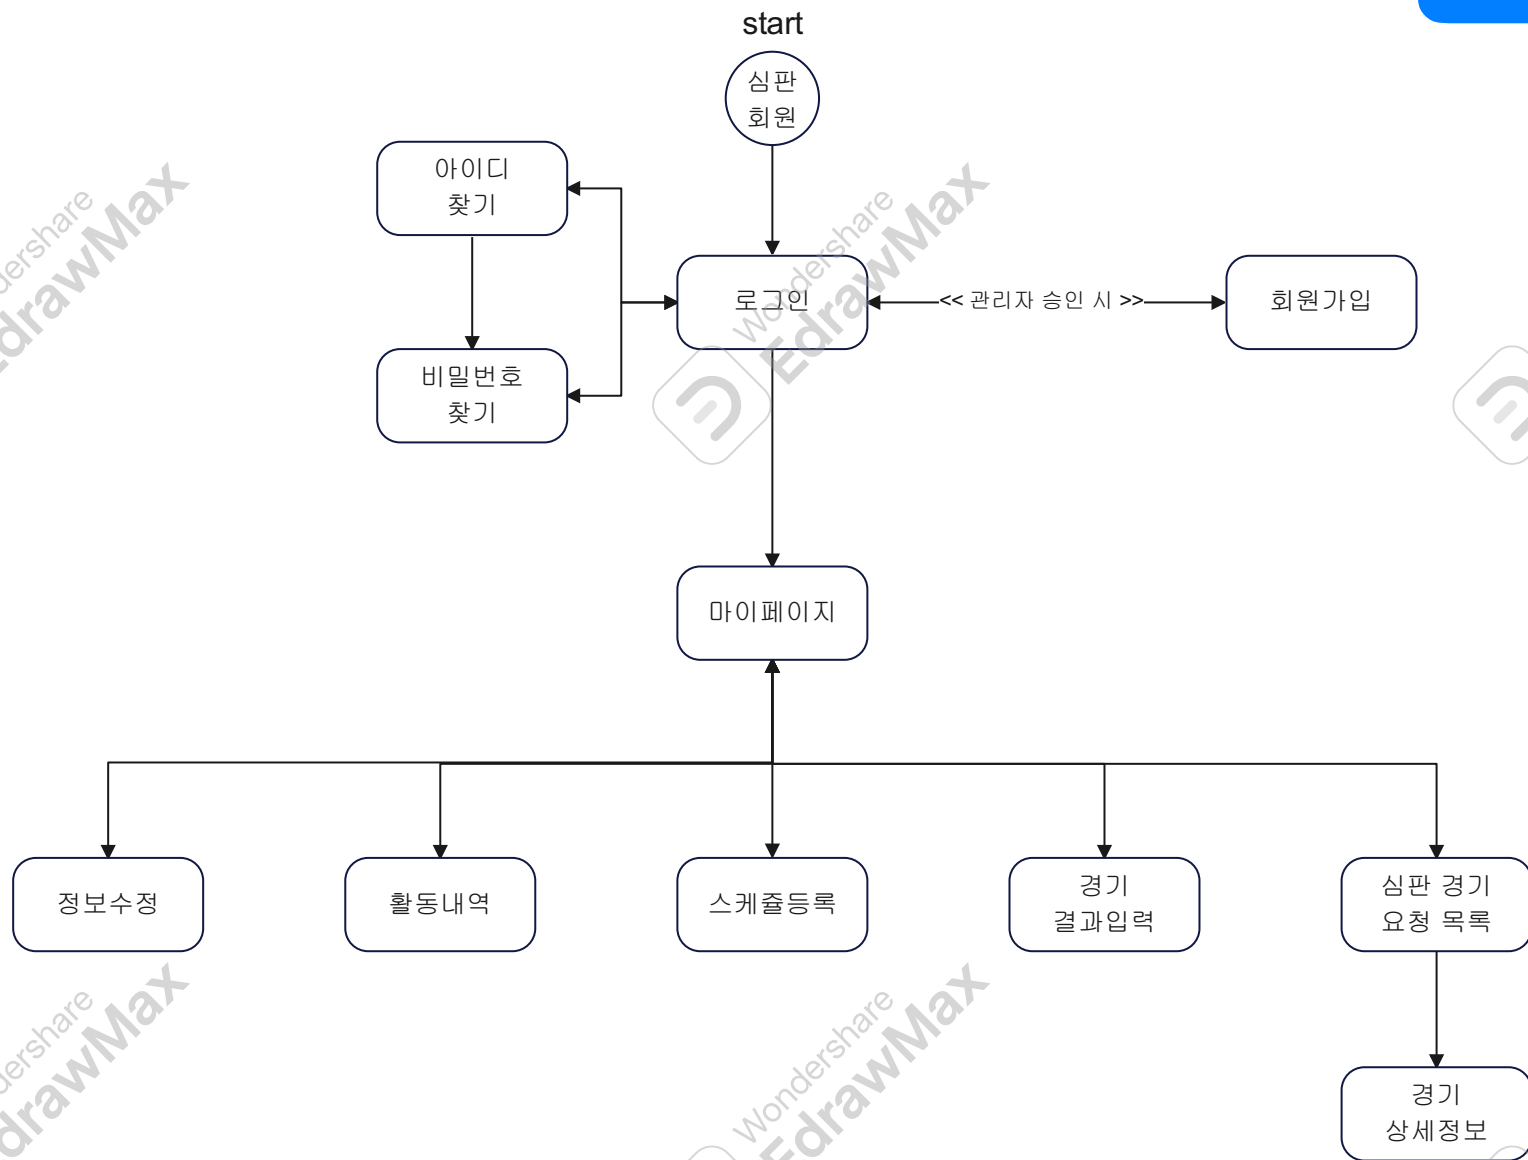 start
심판
회원
아이디
찾기
로그인
<< 관리자 승인 시 >>
회원가입
비밀번호
찾기
마이페이지
정보수정
활동내역
스케쥴등록
경기
결과입력
심판 경기
요청 목록
경기
상세정보
Wondershare
EdrawMax
Wondershare
EdrawMax